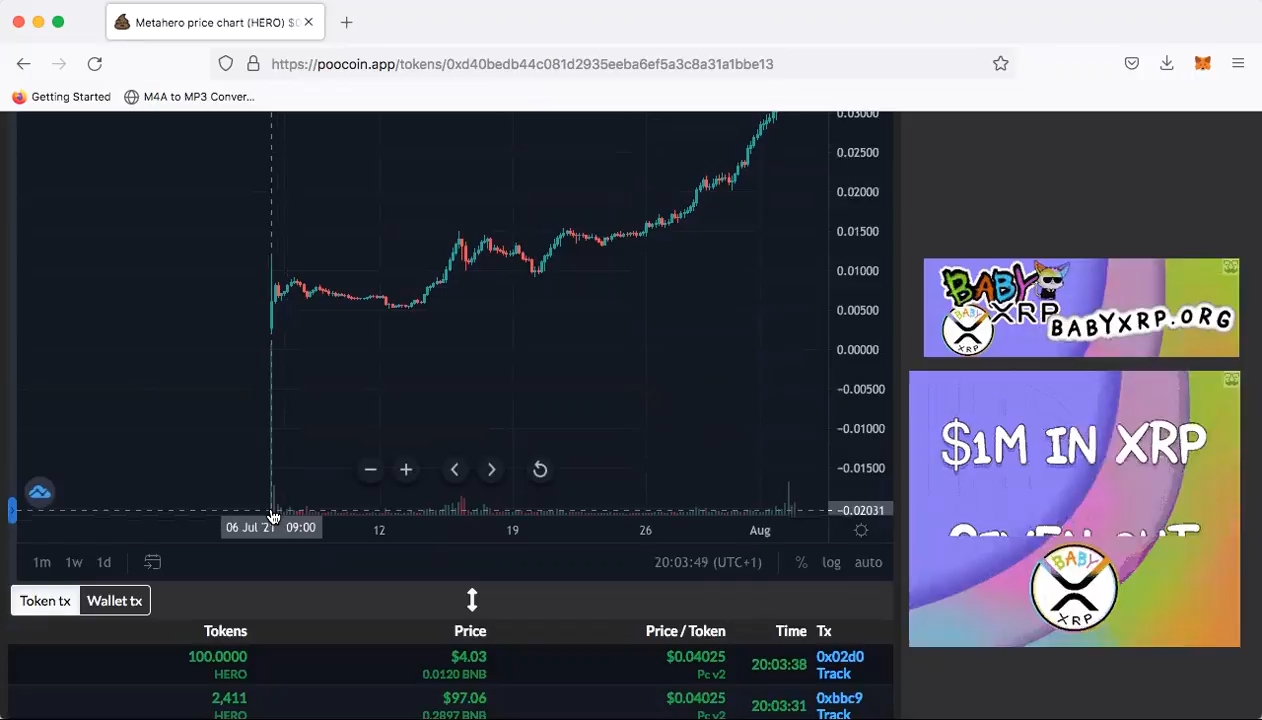 Metahero price chart (HERO) $0
https://poocoin.app/tokens/0xd40bedb44c081d2935eeba6ef5a3c8a31a1bbe13
Getting Started
M4A to MP3 Conver...
0.03000
0.02500
0.02000
0.01500
0.01000
0.00500
0.00000
−0.00500
−0.01000
−0.01500
−0.02031
06 Jul '21 09:00
12
19
26
Aug
1m 1w 1d
20:03:49 (UTC+1)
% log auto
BABY
XRP
BABY
XRP
BABYXRP.ORG
$1M IN XRP
BABY
XRP
Token tx
Wallet tx
Tokens Price Price / Token Time Tx
100.0000 $4.03 $0.04025 20:03:38 0x02d0
HERO 0.0120 BNB Pc v2 Track
2,411 $97.06 $0.04025 20:03:31 0xbbc9
HERO 0.2897 BNB Pc v2 Track